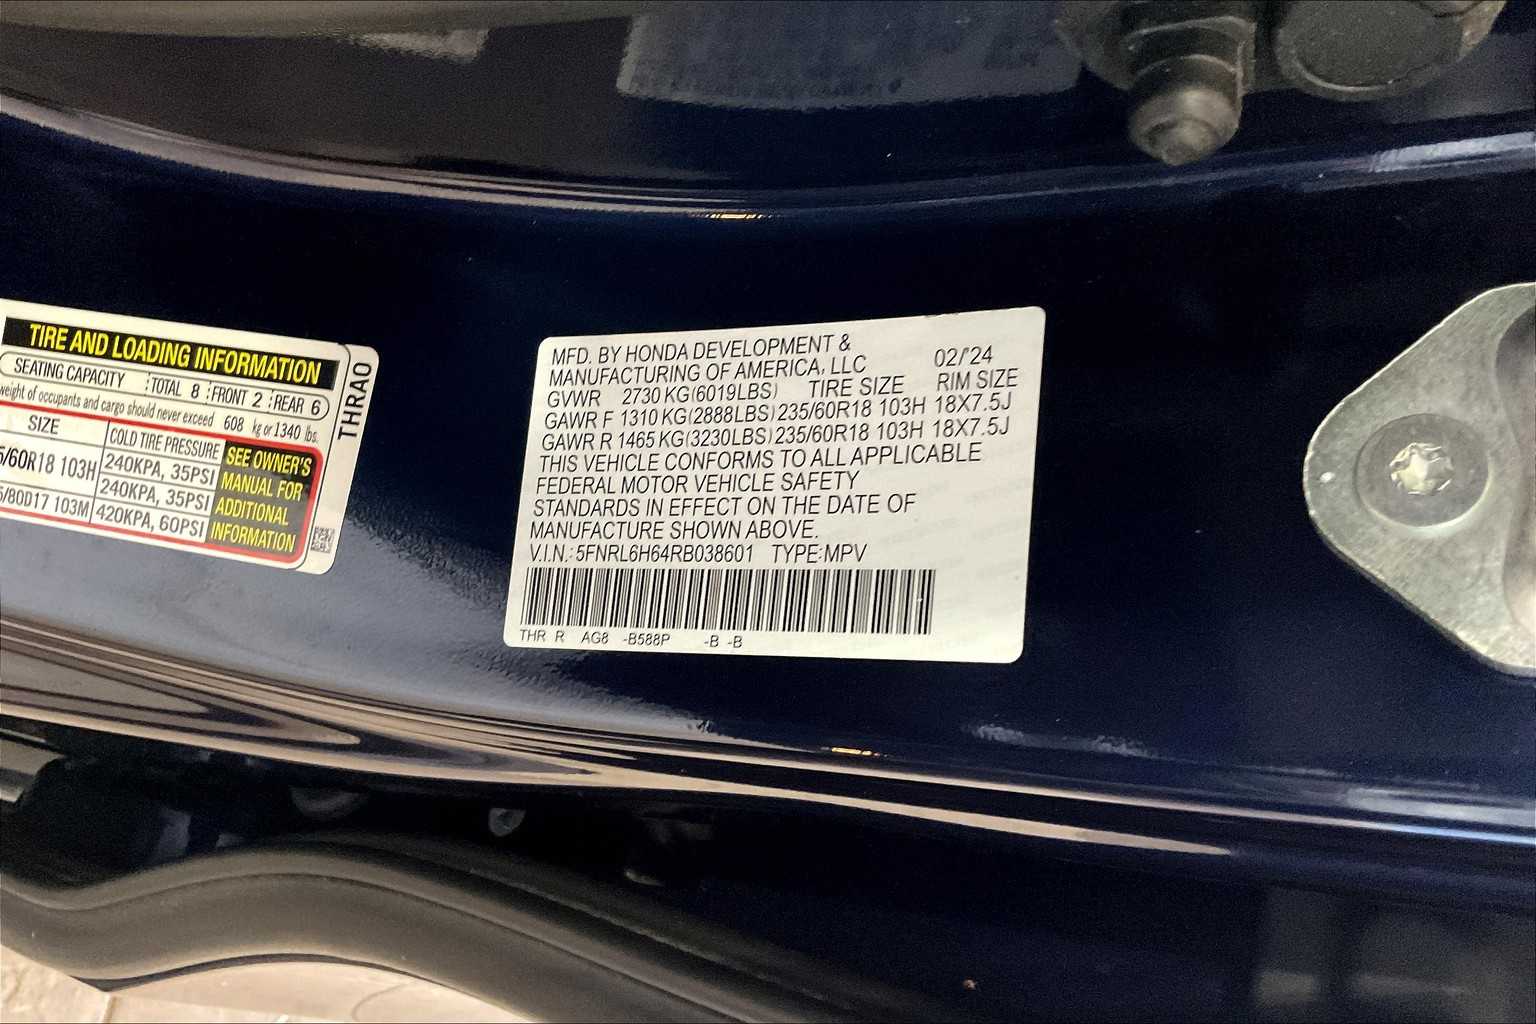 TIRE AND LOADING INFORMATION
SEATING CAPACITY TOTAL 8 FRONT 2 REAR 6
weight of occupants and cargo should never exceed 608 kg or 1340 lbs.
SIZE COLD TIRE PRESSURE
5/60R18 103H 240KPA, 35PSI
240KPA, 35PSI
5/80D17 103M 420KPA, 60PSI
SEE OWNER'S
MANUAL FOR
ADDITIONAL
INFORMATION
THRA0
MFD. BY HONDA DEVELOPMENT &
MANUFACTURING OF AMERICA, LLC 02/'24
GVWR 2730 KG(6019LBS) TIRE SIZE RIM SIZE
GAWR F 1310 KG(2888LBS) 235/60R18 103H 18X7.5J
GAWR R 1465 KG(3230LBS) 235/60R18 103H 18X7.5J
THIS VEHICLE CONFORMS TO ALL APPLICABLE
FEDERAL MOTOR VEHICLE SAFETY
STANDARDS IN EFFECT ON THE DATE OF
MANUFACTURE SHOWN ABOVE.
V.I.N.: 5FNRL6H64RB038601 TYPE:MPV
THR R AG8 -B588P -B -B